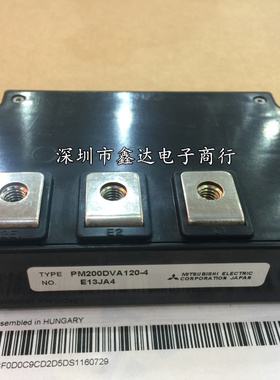 深圳市鑫达电子商行
E2
TYPE PM200DVA120-4
NO. E13JA4
MITSUBISHI ELECTRIC
CORPORATION JAPAN
ssembled in HUNGARY
F0D0C9CD2D5DS1160729